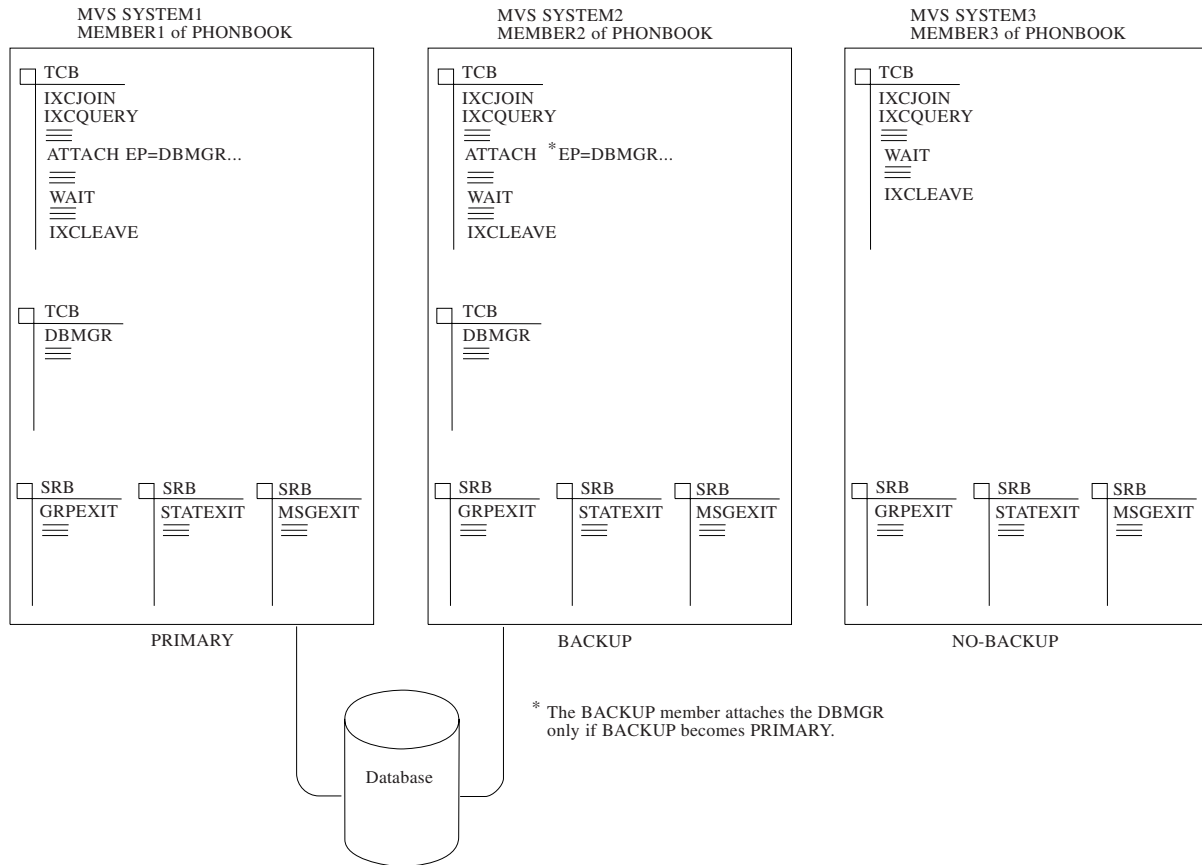 MVS SYSTEM1
MEMBER1 of PHONBOOK
TCB
IXCJOIN
IXCQUERY
ATTACH EP=DBMGR...
WAIT
IXCLEAVE
TCB
DBMGR
SRB
GRPEXIT
SRB
STATEXIT
SRB
MSGEXIT
PRIMARY
MVS SYSTEM2
MEMBER2 of PHONBOOK
TCB
IXCJOIN
IXCQUERY
ATTACH *EP=DBMGR...
WAIT
IXCLEAVE
TCB
DBMGR
SRB
GRPEXIT
SRB
STATEXIT
SRB
MSGEXIT
BACKUP
MVS SYSTEM3
MEMBER3 of PHONBOOK
TCB
IXCJOIN
IXCQUERY
WAIT
IXCLEAVE
SRB
GRPEXIT
SRB
STATEXIT
SRB
MSGEXIT
NO-BACKUP
Database
* The BACKUP member attaches the DBMGR
only if BACKUP becomes PRIMARY.